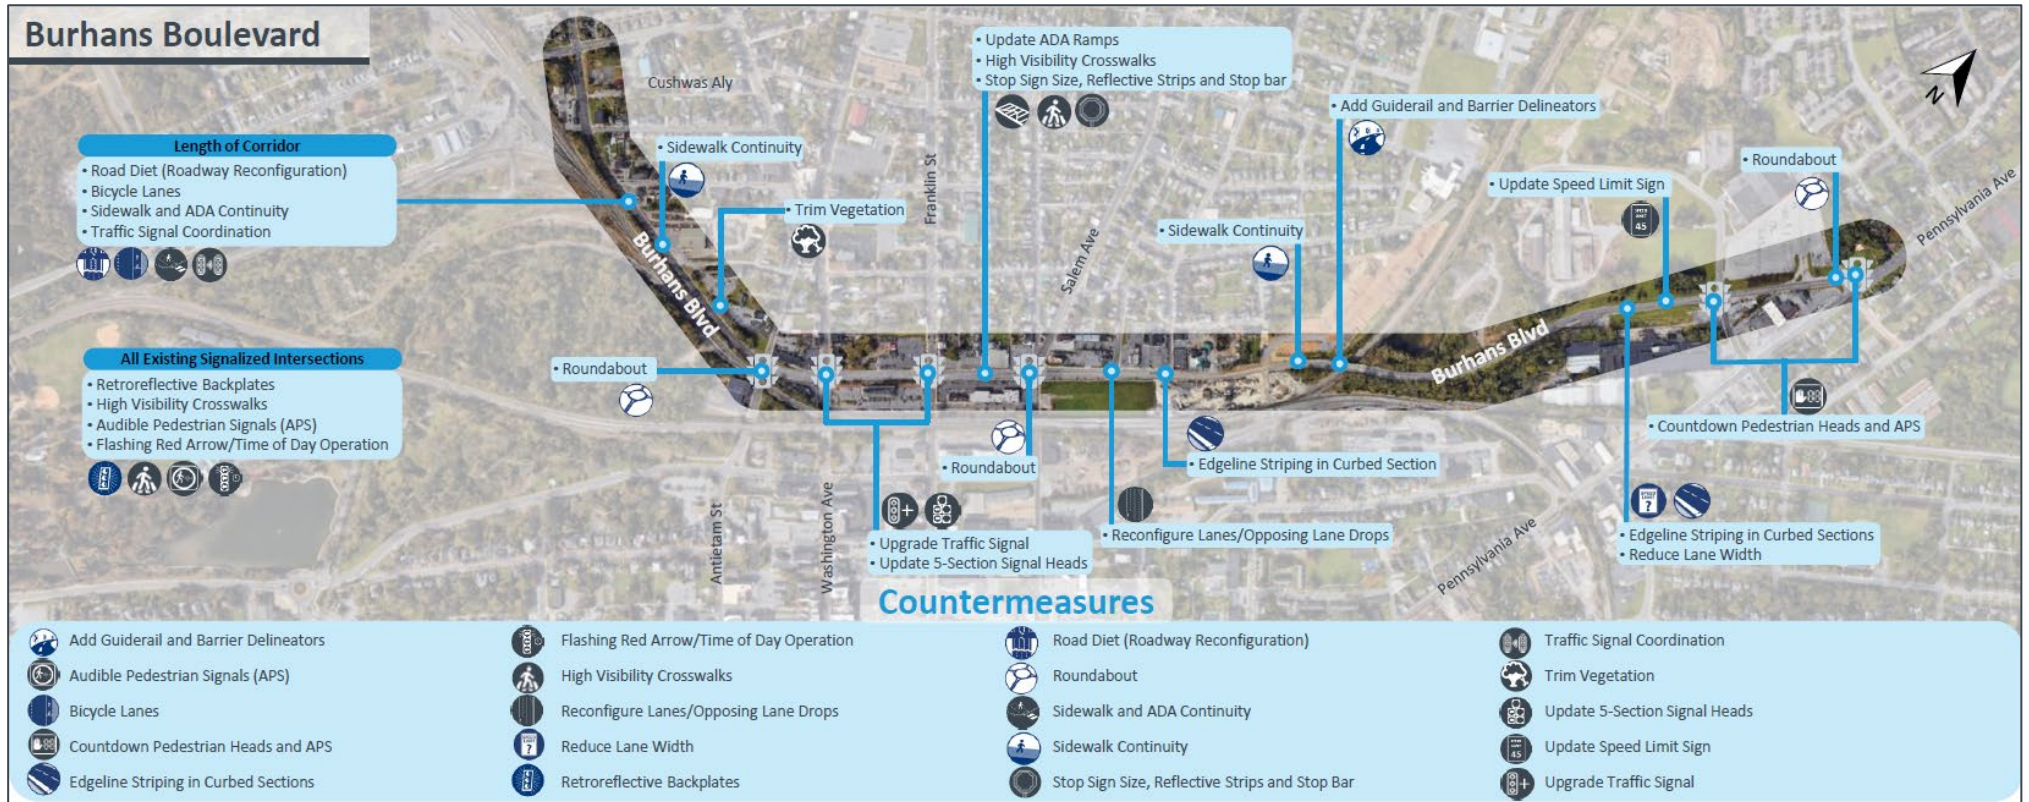 Burhans Boulevard
Cushwas Aly
• Update ADA Ramps
• High Visibility Crosswalks
• Stop Sign Size, Reflective Strips and Stop bar
N
• Add Guiderail and Barrier Delineators
Length of Corridor
• Road Diet (Roadway Reconfiguration)
• Bicycle Lanes
• Sidewalk and ADA Continuity
• Traffic Signal Coordination
• Sidewalk Continuity
• Trim Vegetation
Franklin St
Salem Ave
• Sidewalk Continuity
• Update Speed Limit Sign
45
• Roundabout
Pennsylvania Ave
Burhans Blvd
Burhans Blvd
All Existing Signalized Intersections
• Retroreflective Backplates
• High Visibility Crosswalks
• Audible Pedestrian Signals (APS)
• Flashing Red Arrow/Time of Day Operation
• Roundabout
• Roundabout
• Edgeline Striping in Curbed Section
• Countdown Pedestrian Heads and APS
Antietam St
Washington Ave
• Upgrade Traffic Signal
• Update 5-Section Signal Heads
• Reconfigure Lanes/Opposing Lane Drops
Pennsylvania Ave
?
• Edgeline Striping in Curbed Sections
• Reduce Lane Width
Countermeasures
Add Guiderail and Barrier Delineators
Audible Pedestrian Signals (APS)
Bicycle Lanes
Countdown Pedestrian Heads and APS
Edgeline Striping in Curbed Sections
Flashing Red Arrow/Time of Day Operation
High Visibility Crosswalks
Reconfigure Lanes/Opposing Lane Drops
?
Reduce Lane Width
Retroreflective Backplates
Road Diet (Roadway Reconfiguration)
Roundabout
Sidewalk and ADA Continuity
Sidewalk Continuity
Stop Sign Size, Reflective Strips and Stop Bar
Traffic Signal Coordination
Trim Vegetation
Update 5-Section Signal Heads
45
Update Speed Limit Sign
Upgrade Traffic Signal